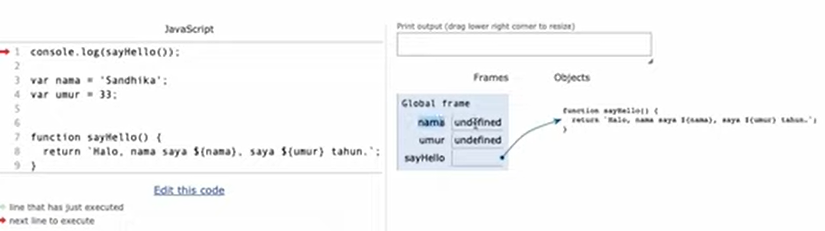 JavaScript
1 console.log(sayHello());
2
3 var nama = 'Sandhika';
4 var umur = 33;
5
6
7 function sayHello() {
8 return `Halo, nama saya ${nama}, saya ${umur} tahun.`;
9 }
Edit this code
line that has just executed
next line to execute
Print output (drag lower right corner to resize)
Frames Objects
Global frame
nama undefined
umur undefined
sayHello
function sayHello() {
return `Halo, nama saya ${nama}, saya ${umur} tahun.`;
}